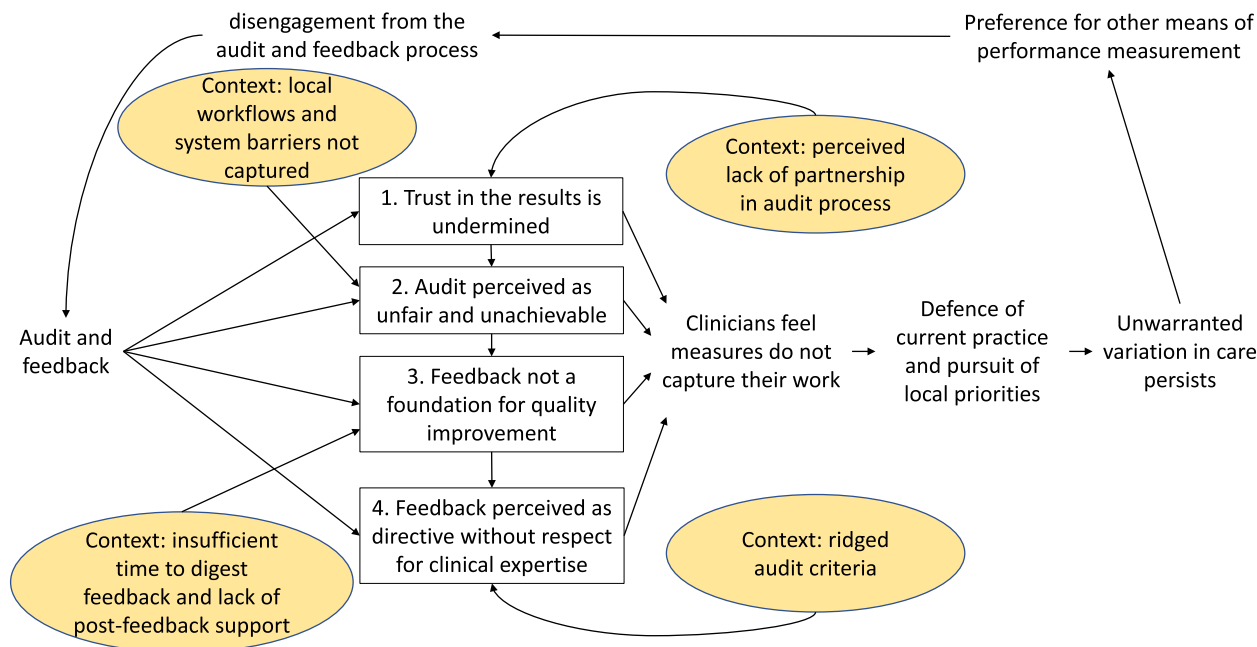 disengagement from the
audit and feedback process
Preference for other means of
performance measurement
Context: local
workflows and
system barriers not
captured
Context: perceived
lack of partnership
in audit process
1. Trust in the results is
undermined
2. Audit perceived as
unfair and unachievable
3. Feedback not a
foundation for quality
improvement
4. Feedback perceived as
directive without respect
for clinical expertise
Audit and
feedback
Clinicians feel
measures do not
capture their work
Defence of
current practice
and pursuit of
local priorities
Unwarranted
variation in care
persists
Context: insufficient
time to digest
feedback and lack of
post-feedback support
Context: ridged
audit criteria